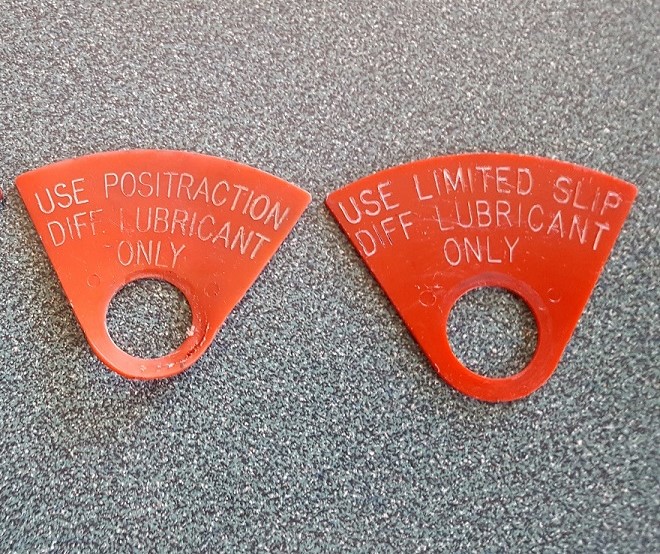 USE POSITRACTION
DIFF LUBRICANT
ONLY
USE LIMITED SLIP
DIFF LUBRICANT
ONLY